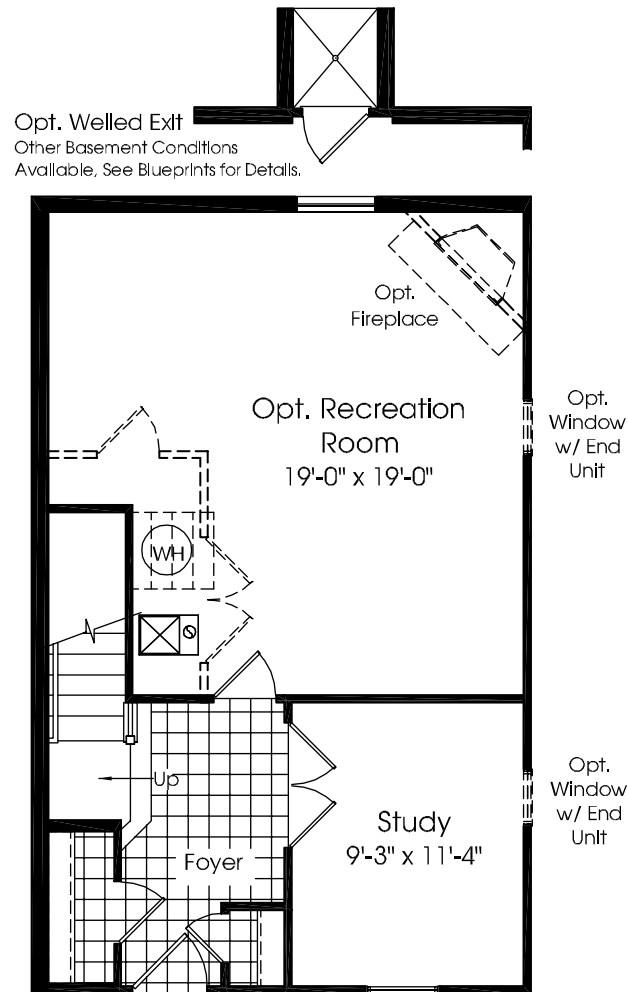 Opt. Welled Exit
Other Basement Conditions
Available, See Blueprints for Details.
Opt.
Fireplace
Opt. Recreation
Room
19'-0" x 19'-0"
Opt.
Window
w/ End
Unit
WH
Up
Foyer
Study
9'-3" x 11'-4"
Opt.
Window
w/ End
Unit